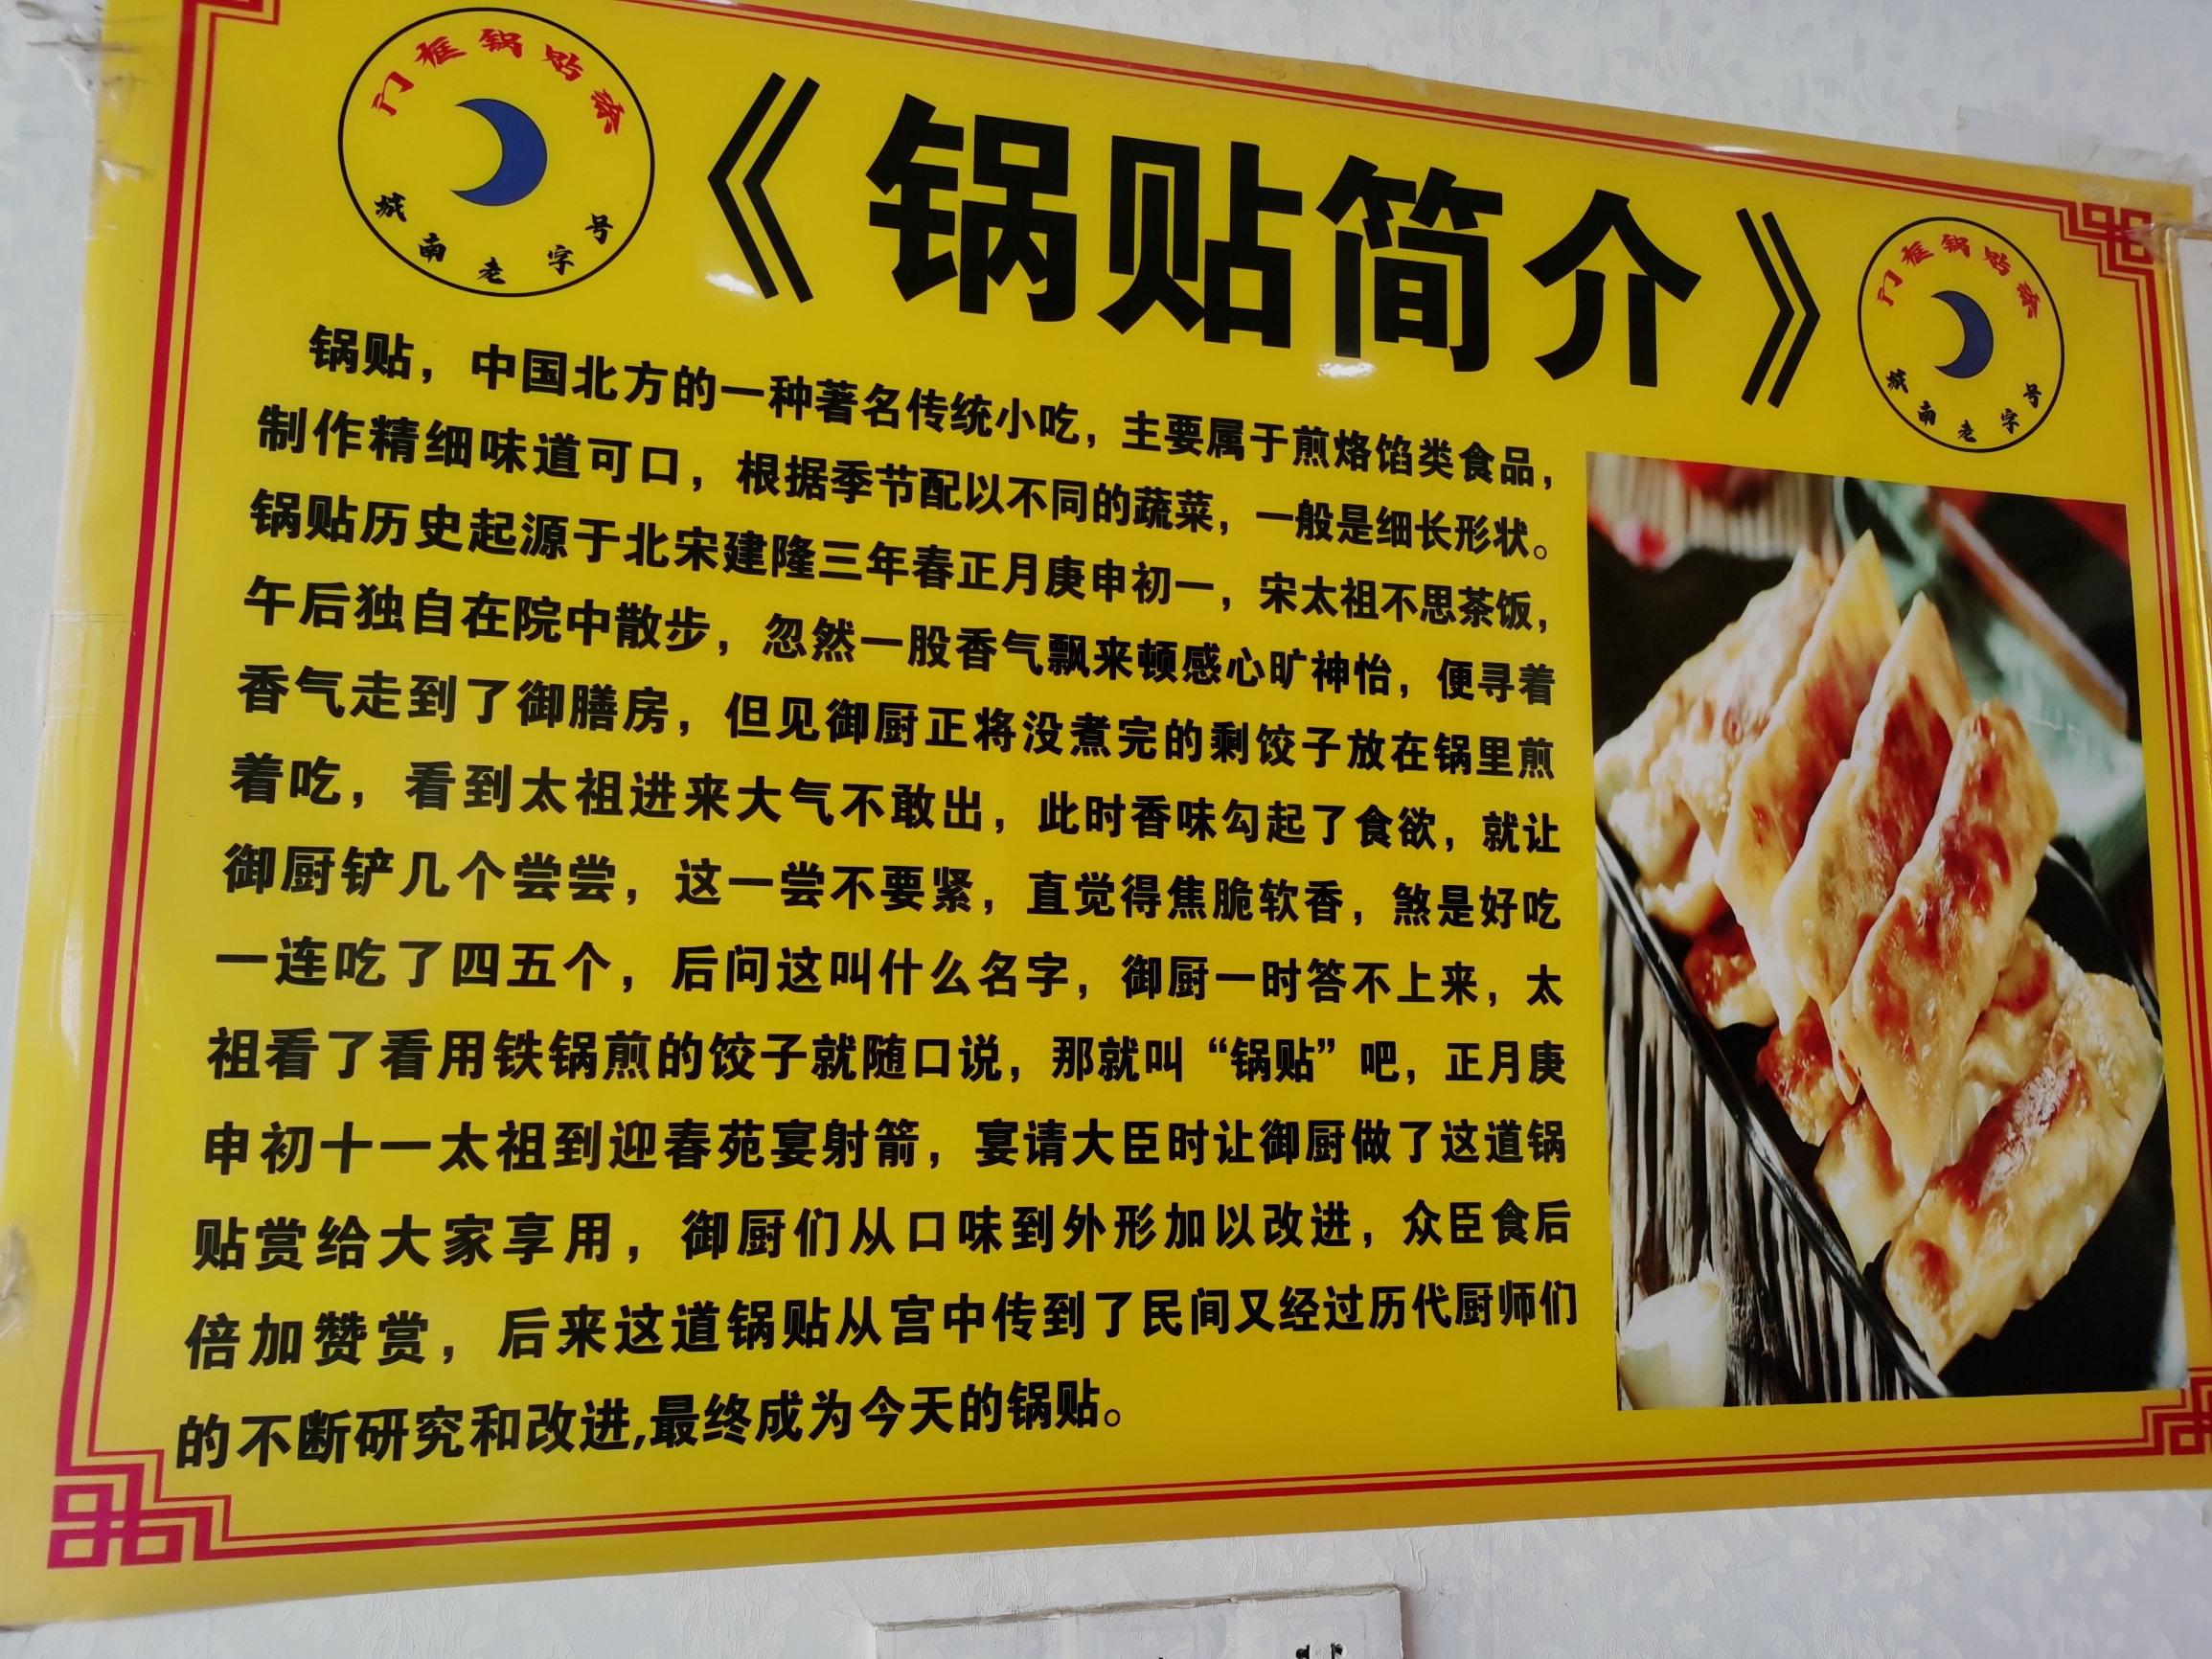 门框锅贴
城南老字号
《锅贴简介》
门框锅贴
城南老字号
锅贴，中国北方的一种著名传统小吃，主要属于煎烙馅类食品，
制作精细味道可口，根据季节配以不同的蔬菜，一般是细长形状。
锅贴历史起源于北宋建隆三年春正月庚申初一，宋太祖不思茶饭，
午后独自在院中散步，忽然一股香气飘来顿感心旷神怡，便寻着
香气走到了御膳房，但见御厨正将没煮完的剩饺子放在锅里煎
着吃，看到太祖进来大气不敢出，此时香味勾起了食欲，就让
御厨铲几个尝尝，这一尝不要紧，直觉得焦脆软香，煞是好吃
一连吃了四五个，后问这叫什么名字，御厨一时答不上来，太
祖看了看用铁锅煎的饺子就随口说，那就叫“锅贴”吧，正月庚
申初十一太祖到迎春苑宴射箭，宴请大臣时让御厨做了这道锅
贴赏给大家享用，御厨们从口味到外形加以改进，众臣食后
倍加赞赏，后来这道锅贴从宫中传到了民间又经过历代厨师们
的不断研究和改进,最终成为今天的锅贴。